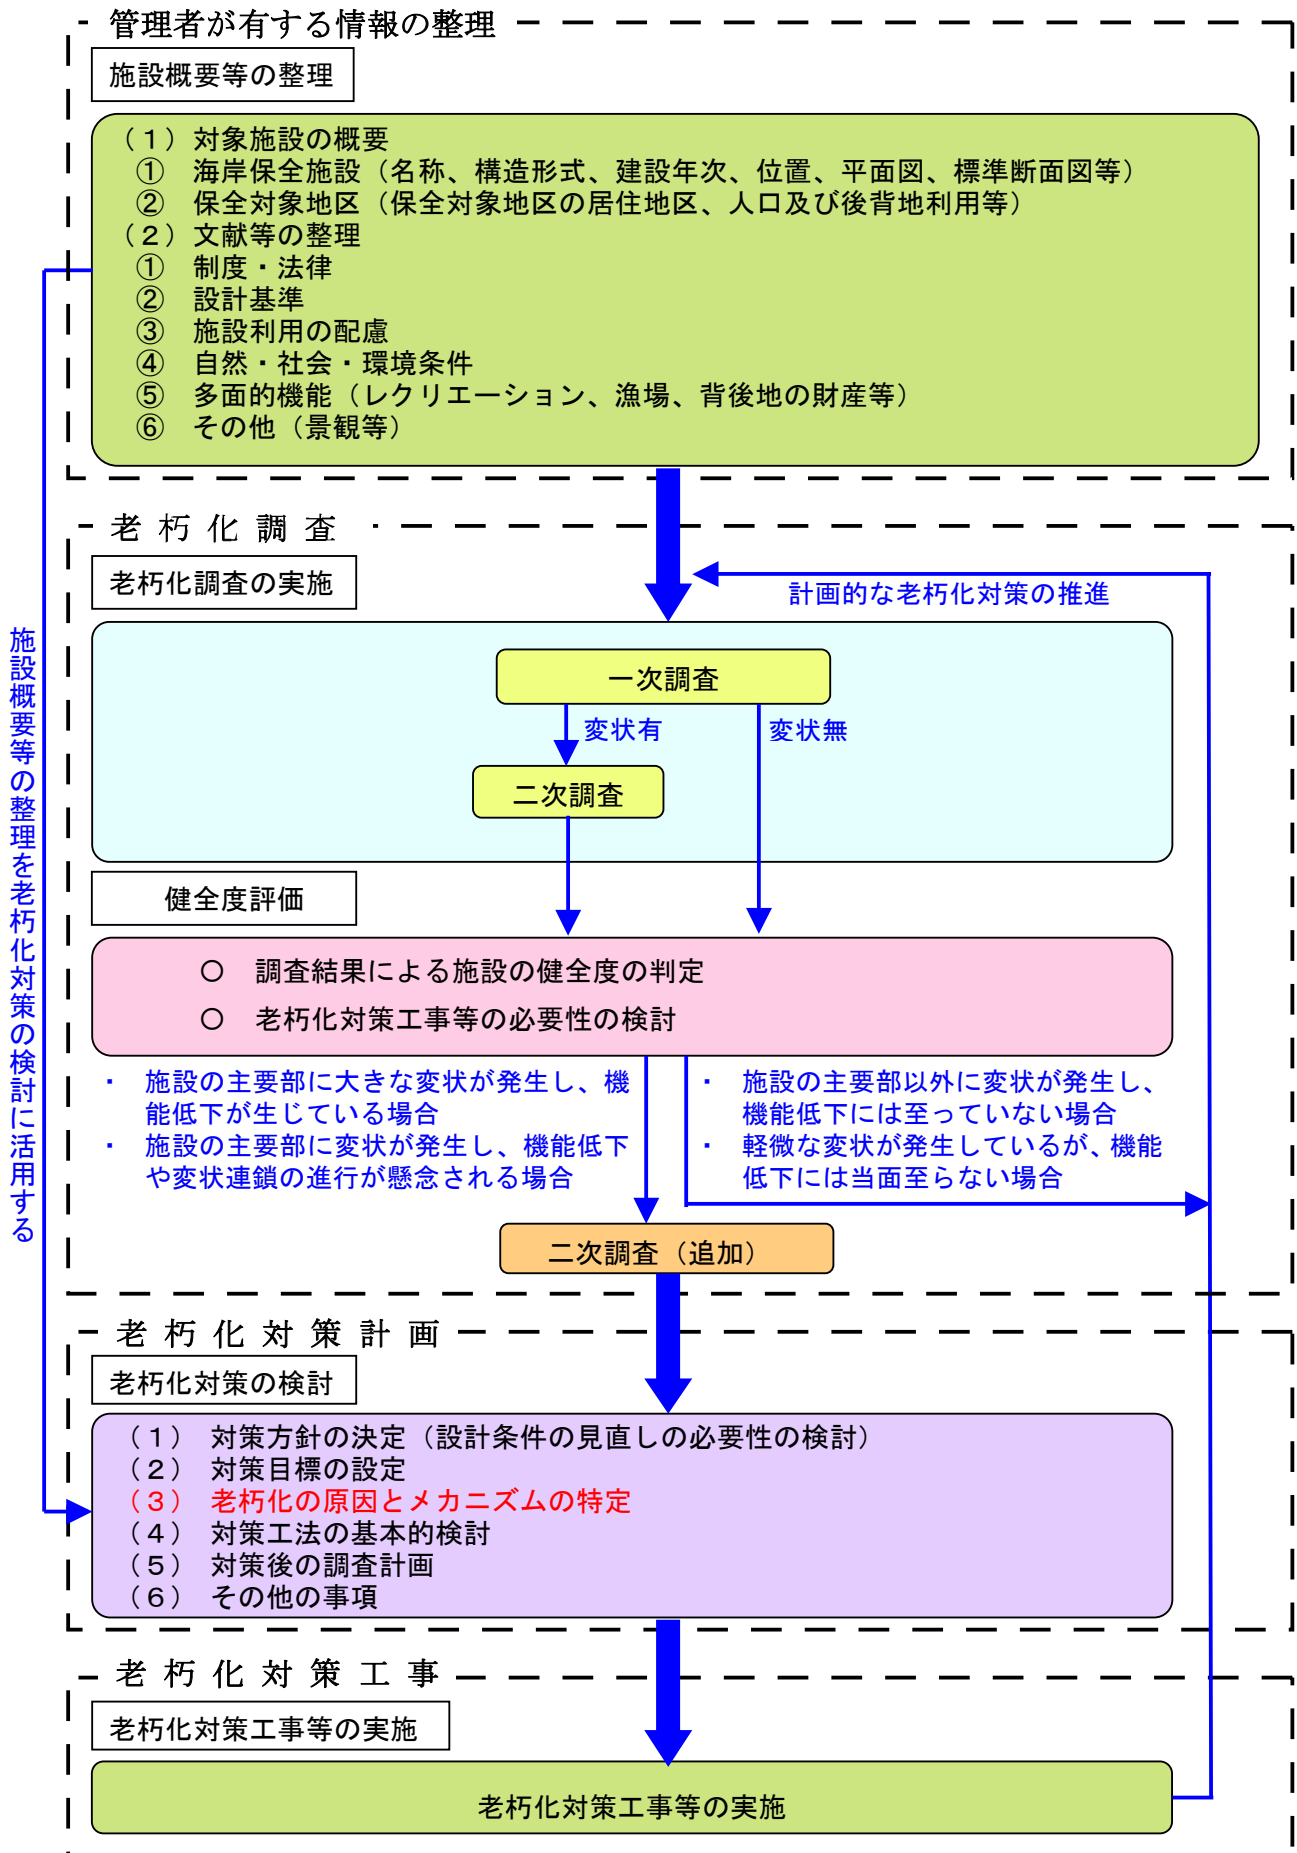 管理者が有する情報の整理
施設概要等の整理
（１）対象施設の概要
①　海岸保全施設（名称、構造形式、建設年次、位置、平面図、標準断面図等）
②　保全対象地区（保全対象地区の居住地区、人口及び後背地利用等）
（２）文献等の整理
①　制度・法律
②　設計基準
③　施設利用の配慮
④　自然・社会・環境条件
⑤　多面的機能（レクリエーション、漁場、背後地の財産等）
⑥　その他（景観等）
施設概要等の整理を老朽化対策の検討に活用する
老朽化調査
老朽化調査の実施
計画的な老朽化対策の推進
一次調査
変状有
変状無
二次調査
健全度評価
○　調査結果による施設の健全度の判定
○　老朽化対策工事等の必要性の検討
・　施設の主要部に大きな変状が発生し、機
能低下が生じている場合
・　施設の主要部に変状が発生し、機能低下
や変状連鎖の進行が懸念される場合
・　施設の主要部以外に変状が発生し、
機能低下には至っていない場合
・　軽微な変状が発生しているが、機能
低下には当面至らない場合
二次調査（追加）
老朽化対策計画
老朽化対策の検討
（１）　対策方針の決定（設計条件の見直しの必要性の検討）
（２）　対策目標の設定
（３）　老朽化の原因とメカニズムの特定
（４）　対策工法の基本的検討
（５）　対策後の調査計画
（６）　その他の事項
老朽化対策工事
老朽化対策工事等の実施
老朽化対策工事等の実施